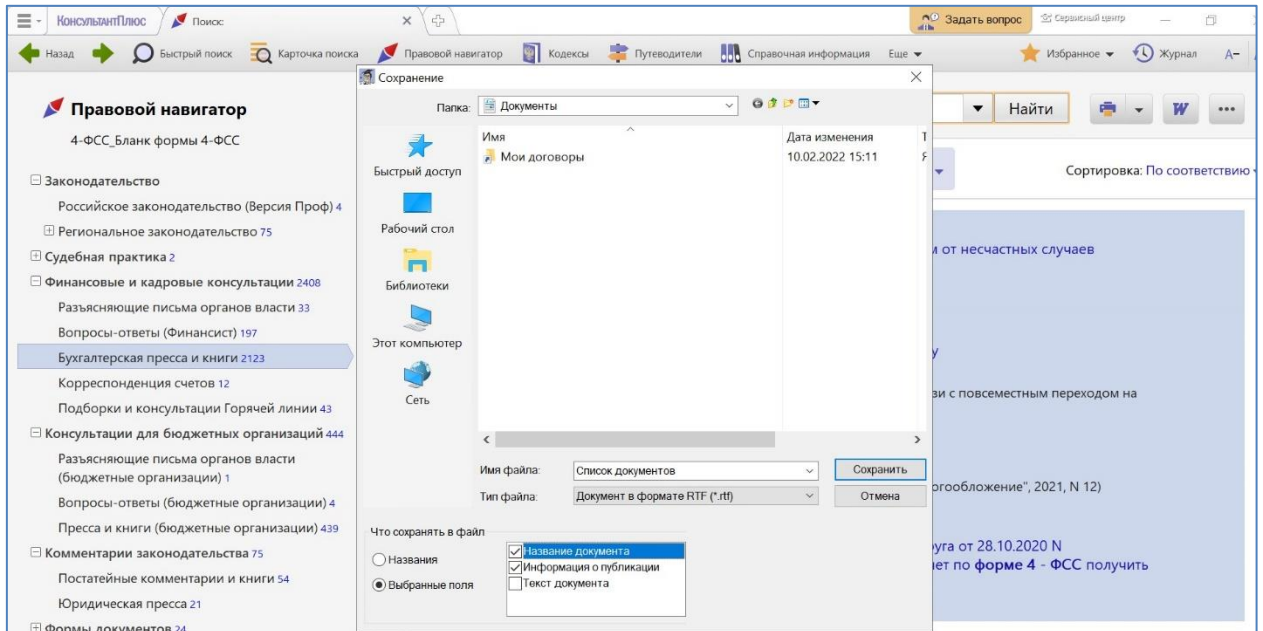 КонсультантПлюс
Поиск:
Задать вопрос
Сервисный центр
Назад
Быстрый поиск
Карточка поиска
Правовой навигатор
Кодексы
Путеводители
Справочная информация
Еще
Избранное
Журнал
A−
Правовой навигатор
4-ФСС_Бланк формы 4-ФСС
Законодательство
Российское законодательство (Версия Проф) 4
Региональное законодательство 75
Судебная практика 2
Финансовые и кадровые консультации 2408
Разъясняющие письма органов власти 33
Вопросы-ответы (Финансист) 197
Бухгалтерская пресса и книги 2123
Корреспонденция счетов 12
Подборки и консультации Горячей линии 43
Консультации для бюджетных организаций 444
Разъясняющие письма органов власти
(бюджетные организации) 1
Вопросы-ответы (бюджетные организации) 4
Пресса и книги (бюджетные организации) 439
Комментарии законодательства 75
Постатейные комментарии и книги 54
Юридическая пресса 21
Формы документов 24
Сохранение
Папка:
Документы
Быстрый доступ
Рабочий стол
Библиотеки
Этот компьютер
Сеть
Имя
Дата изменения
Мои договоры
10.02.2022 15:11
Имя файла:
Список документов
Сохранить
Тип файла:
Документ в формате RTF (*.rtf)
Отмена
Что сохранять в файл
Названия
Выбранные поля
Название документа
Информация о публикации
Текст документа
Найти
W
Сортировка: По соответствию
от несчастных случаев
с повсеместным переходом на
2021, N 12)
от 28.10.2020 N
по форме 4 - ФСС получить